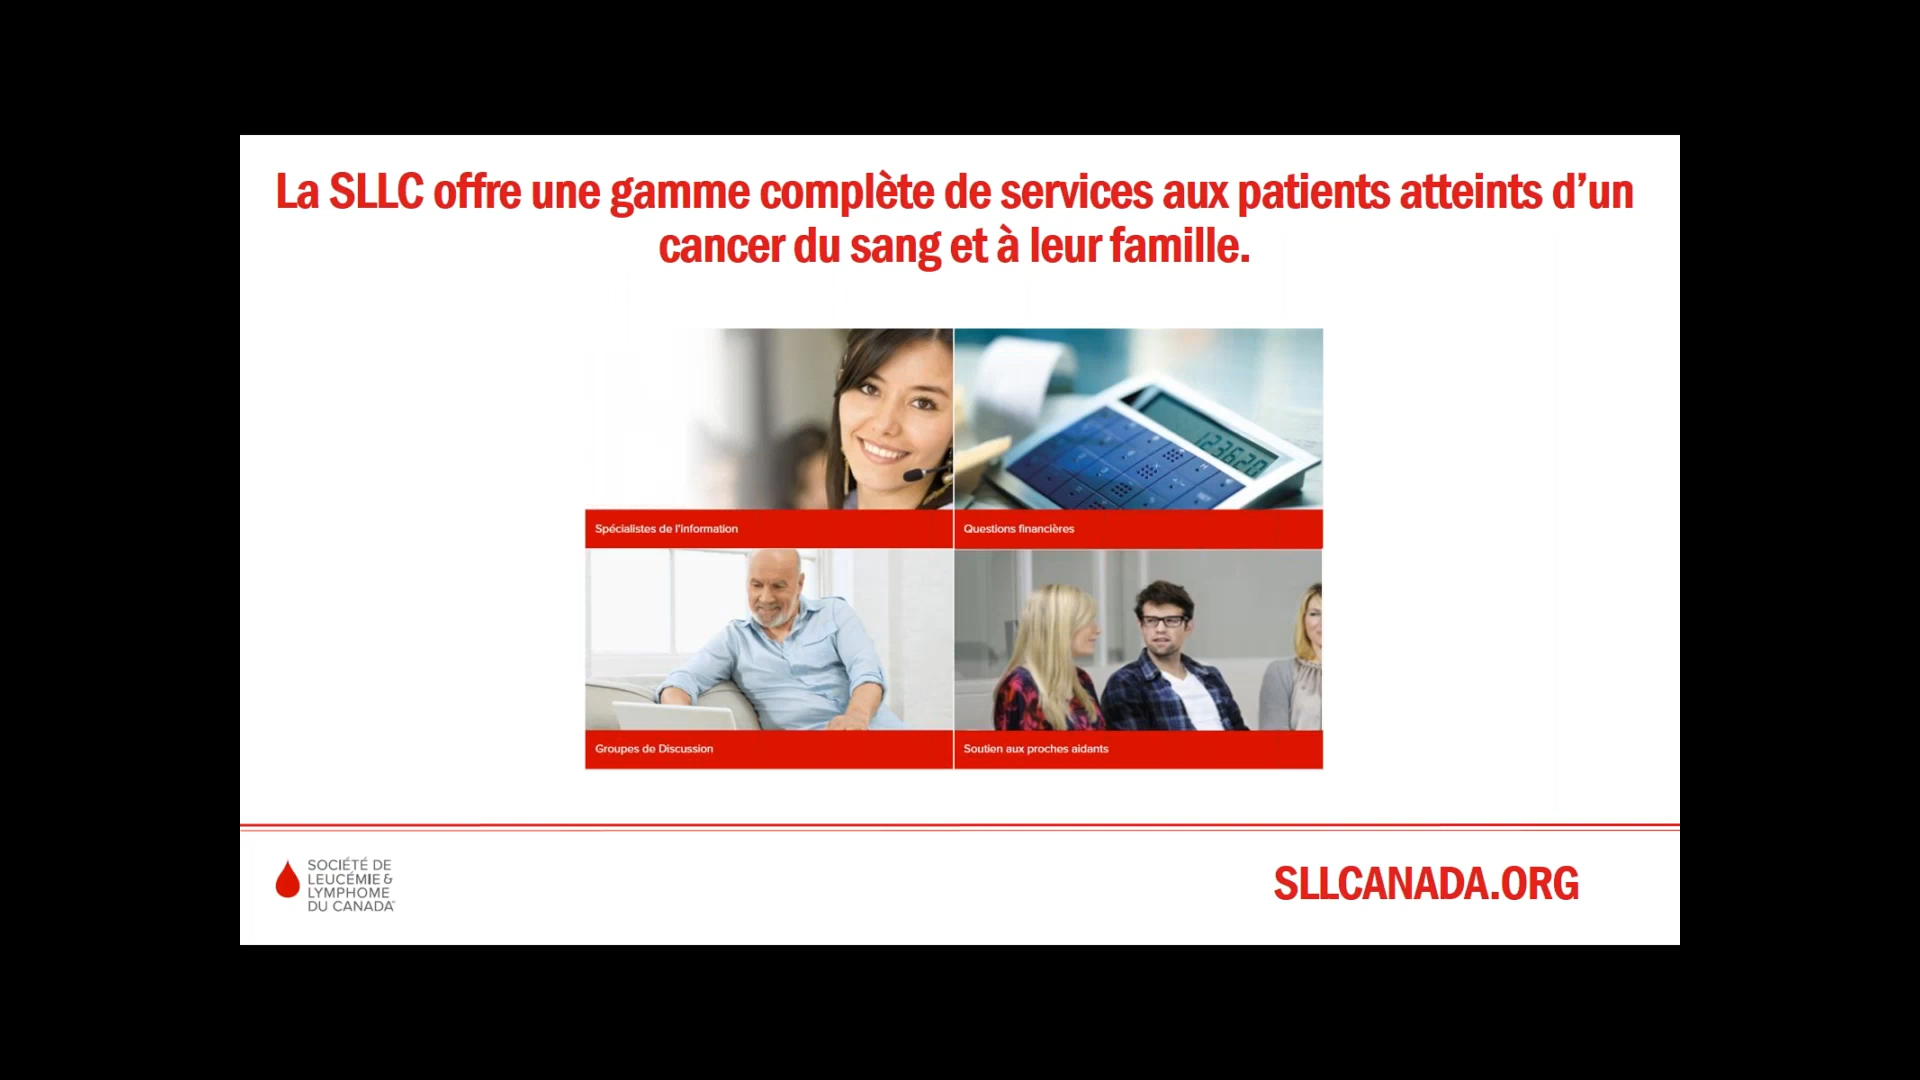 La SLLC offre une gamme complète de services aux patients atteints d’un
cancer du sang et à leur famille.
123620
Spécialistes de l'Information
Questions financières
Groupes de Discussion
Soutien aux proches aidants
SOCIÉTÉ DE
LEUCÉMIE &
LYMPHOME
DU CANADA
SLLCANADA.ORG